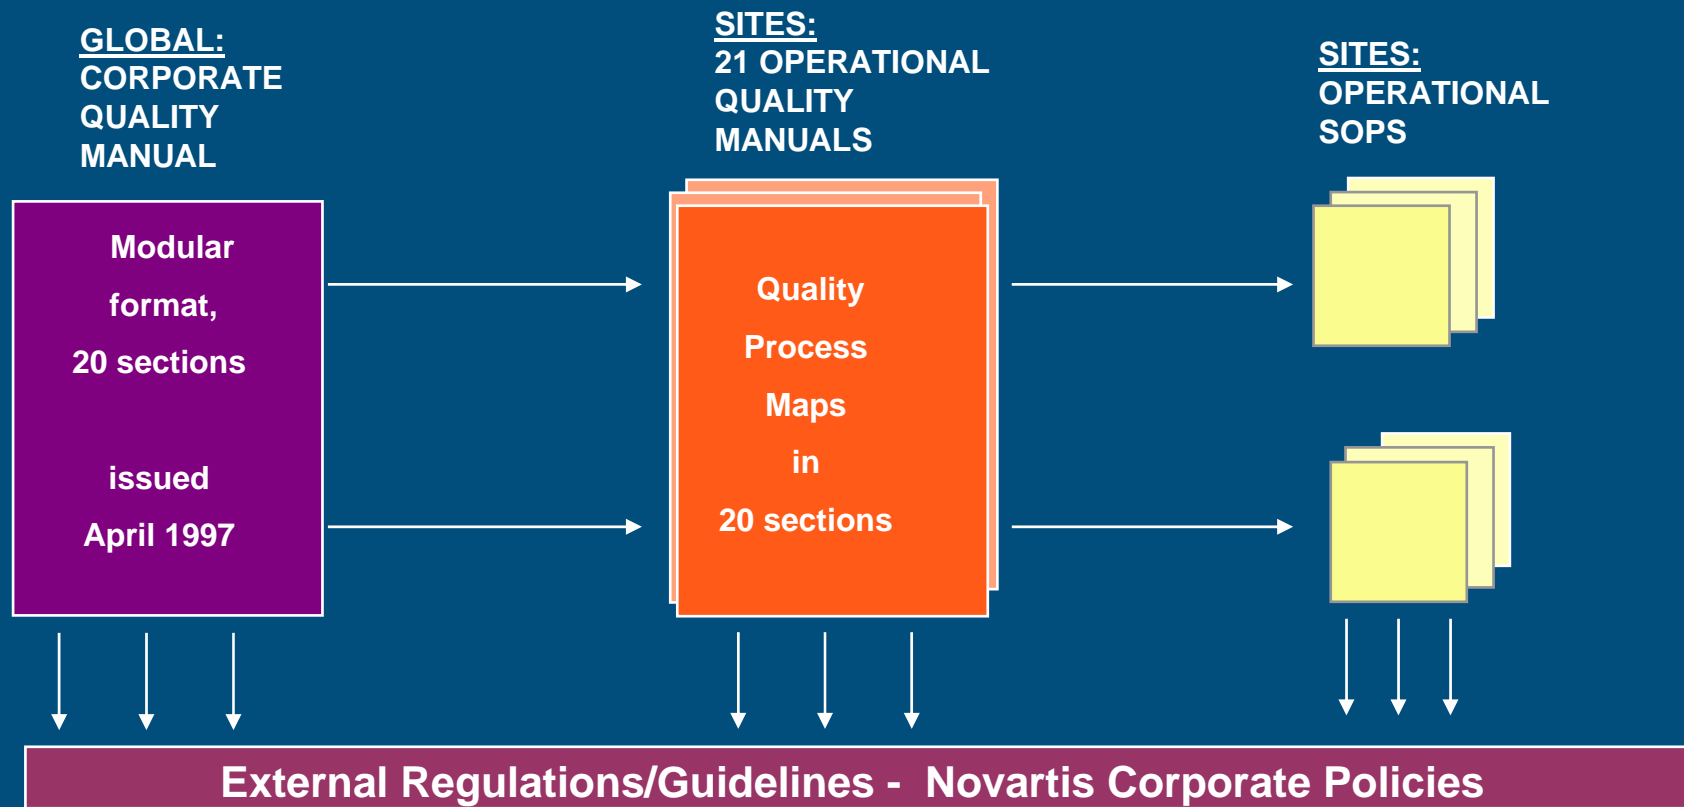 GLOBAL:
CORPORATE
QUALITY
MANUAL
SITES:
21 OPERATIONAL
QUALITY
MANUALS
SITES:
OPERATIONAL
SOPS
Modular
format,
20 sections
issued
April 1997
Quality
Process
Maps
in
20 sections
External Regulations/Guidelines - Novartis Corporate Policies